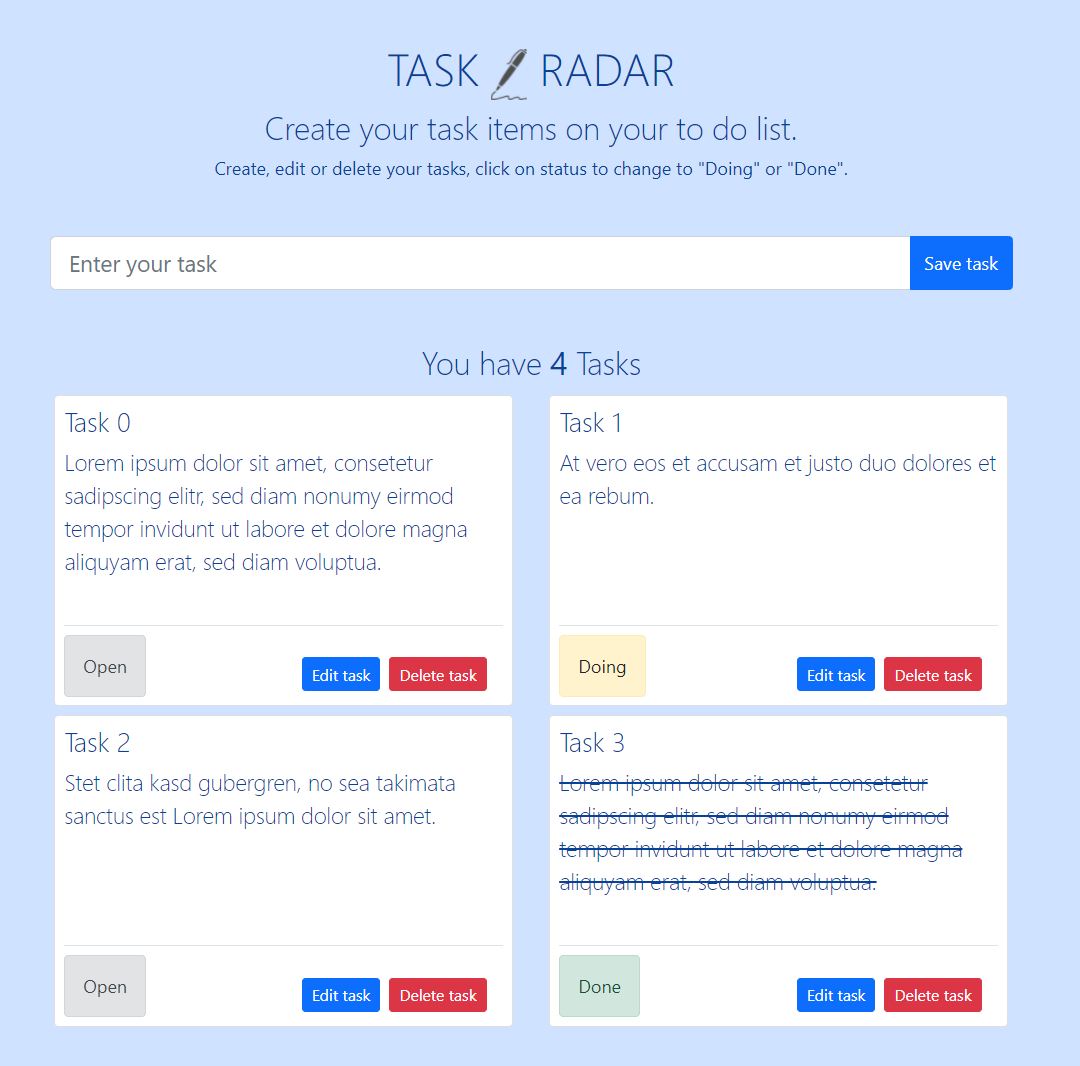 TASK RADAR
Create your task items on your to do list.
Create, edit or delete your tasks, click on status to change to "Doing" or "Done".
Enter your task
Save task
You have 4 Tasks
Task 0
Lorem ipsum dolor sit amet, consetetur
sadipscing elitr, sed diam nonumy eirmod
tempor invidunt ut labore et dolore magna
aliquyam erat, sed diam voluptua.
Open
Edit task
Delete task
Task 1
At vero eos et accusam et justo duo dolores et
ea rebum.
Doing
Edit task
Delete task
Task 2
Stet clita kasd gubergren, no sea takimata
sanctus est Lorem ipsum dolor sit amet.
Open
Edit task
Delete task
Task 3
Lorem ipsum dolor sit amet, consetetur
sadipscing elitr, sed diam nonumy eirmod
tempor invidunt ut labore et dolore magna
aliquyam erat, sed diam voluptua.
Done
Edit task
Delete task